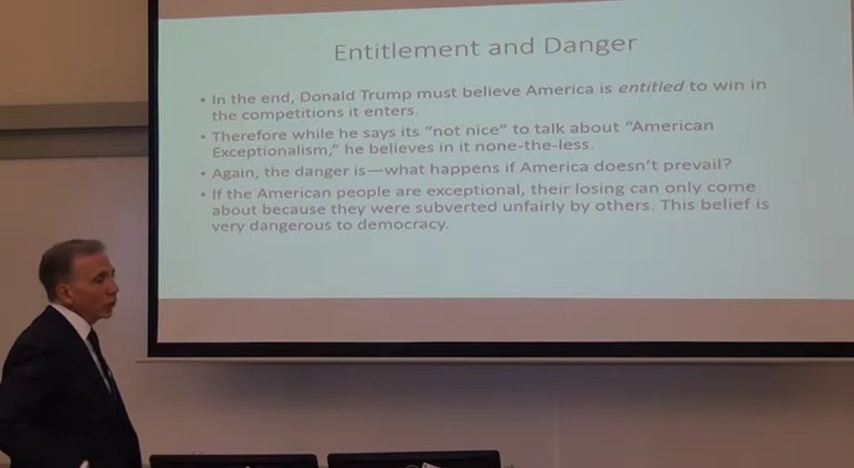 Entitlement and Danger
• In the end, Donald Trump must believe America is entitled to win in
the competitions it enters.
• Therefore while he says its "not nice" to talk about "American
Exceptionalism," he believes in it none-the-less.
• Again, the danger is—what happens if America doesn't prevail?
• If the American people are exceptional, their losing can only come
about because they were subverted unfairly by others. This belief is
very dangerous to democracy.